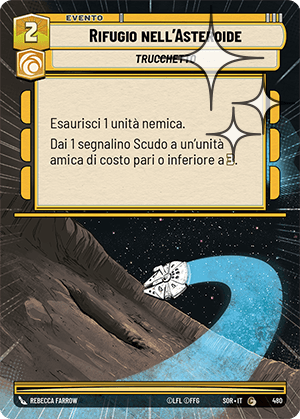 EVENTO
2
RIFUGIO NELL'ASTEROIDE
TRUCCHETTO
Esaurisci 1 unità nemica.
Dai 1 segnalino Scudo a un'unità
amica di costo pari o inferiore a .
REBECCA FARROW
©LFL ©FFG
SOR • IT
C
480